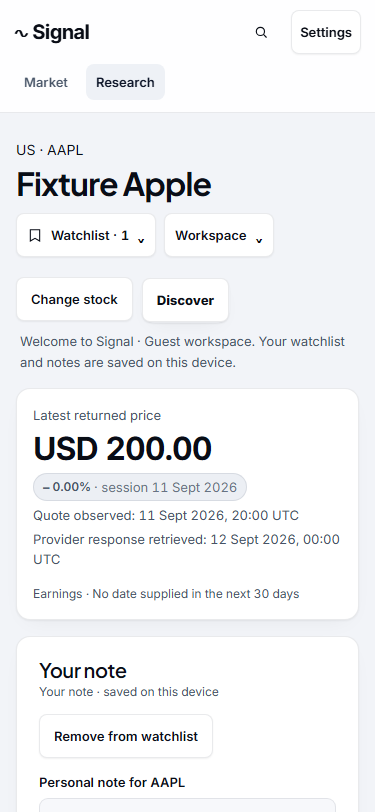 Signal
Settings
Market
Research
US · AAPL
Fixture Apple
Watchlist · 1
Workspace
Change stock
Discover
Welcome to Signal · Guest workspace. Your watchlist
and notes are saved on this device.
Latest returned price
USD 200.00
– 0.00% · session 11 Sept 2026
Quote observed: 11 Sept 2026, 20:00 UTC
Provider response retrieved: 12 Sept 2026, 00:00
UTC
Earnings · No date supplied in the next 30 days
Your note
Your note · saved on this device
Remove from watchlist
Personal note for AAPL